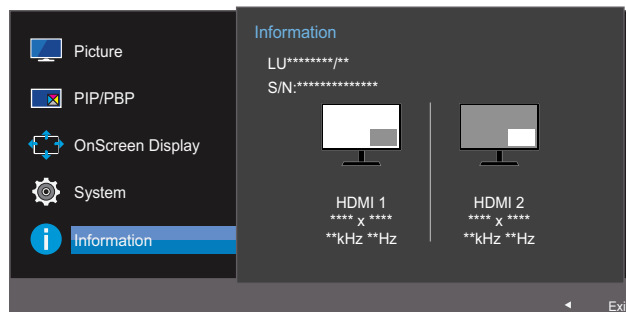 Picture
PIP/PBP
OnScreen Display
System
Information
Information
LU********/**
S/N:**************
HDMI 1
**** x ****
**kHz **Hz
HDMI 2
**** x ****
**kHz **Hz
Exi